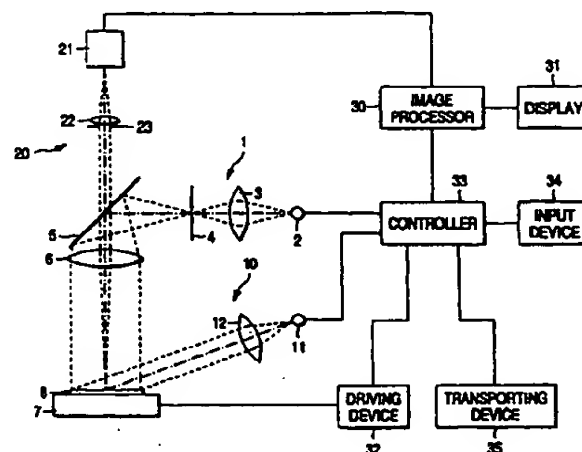 21
22
23
20
1
3
5
4
2
6
10
12
11
8
7
30
IMAGE
PROCESSOR
31
DISPLAY
33
CONTROLLER
34
INPUT
DEVICE
DRIVING
DEVICE
32
TRANSPORTING
DEVICE
35